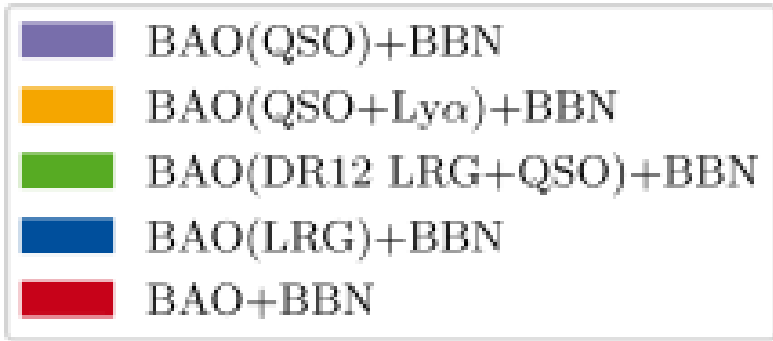 BAO(QSO)+BBN
BAO(QSO+Lyα)+BBN
BAO(DR12 LRG+QSO)+BBN
BAO(LRG)+BBN
BAO+BBN